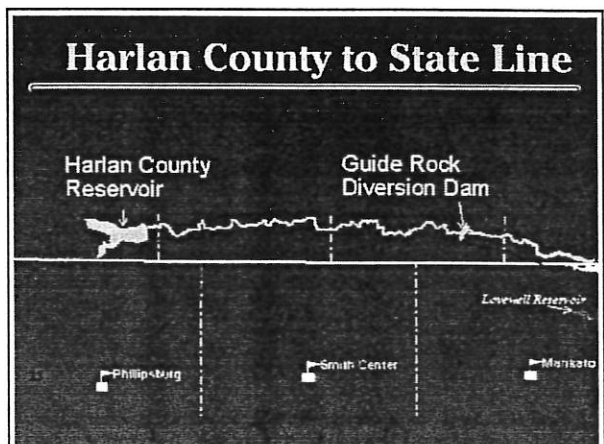 Harlan County to State Line
Harlan County
Reservoir
Guide Rock
Diversion Dam
Lovewell Reservoir
Phillipsburg
Smith Center
Mankato